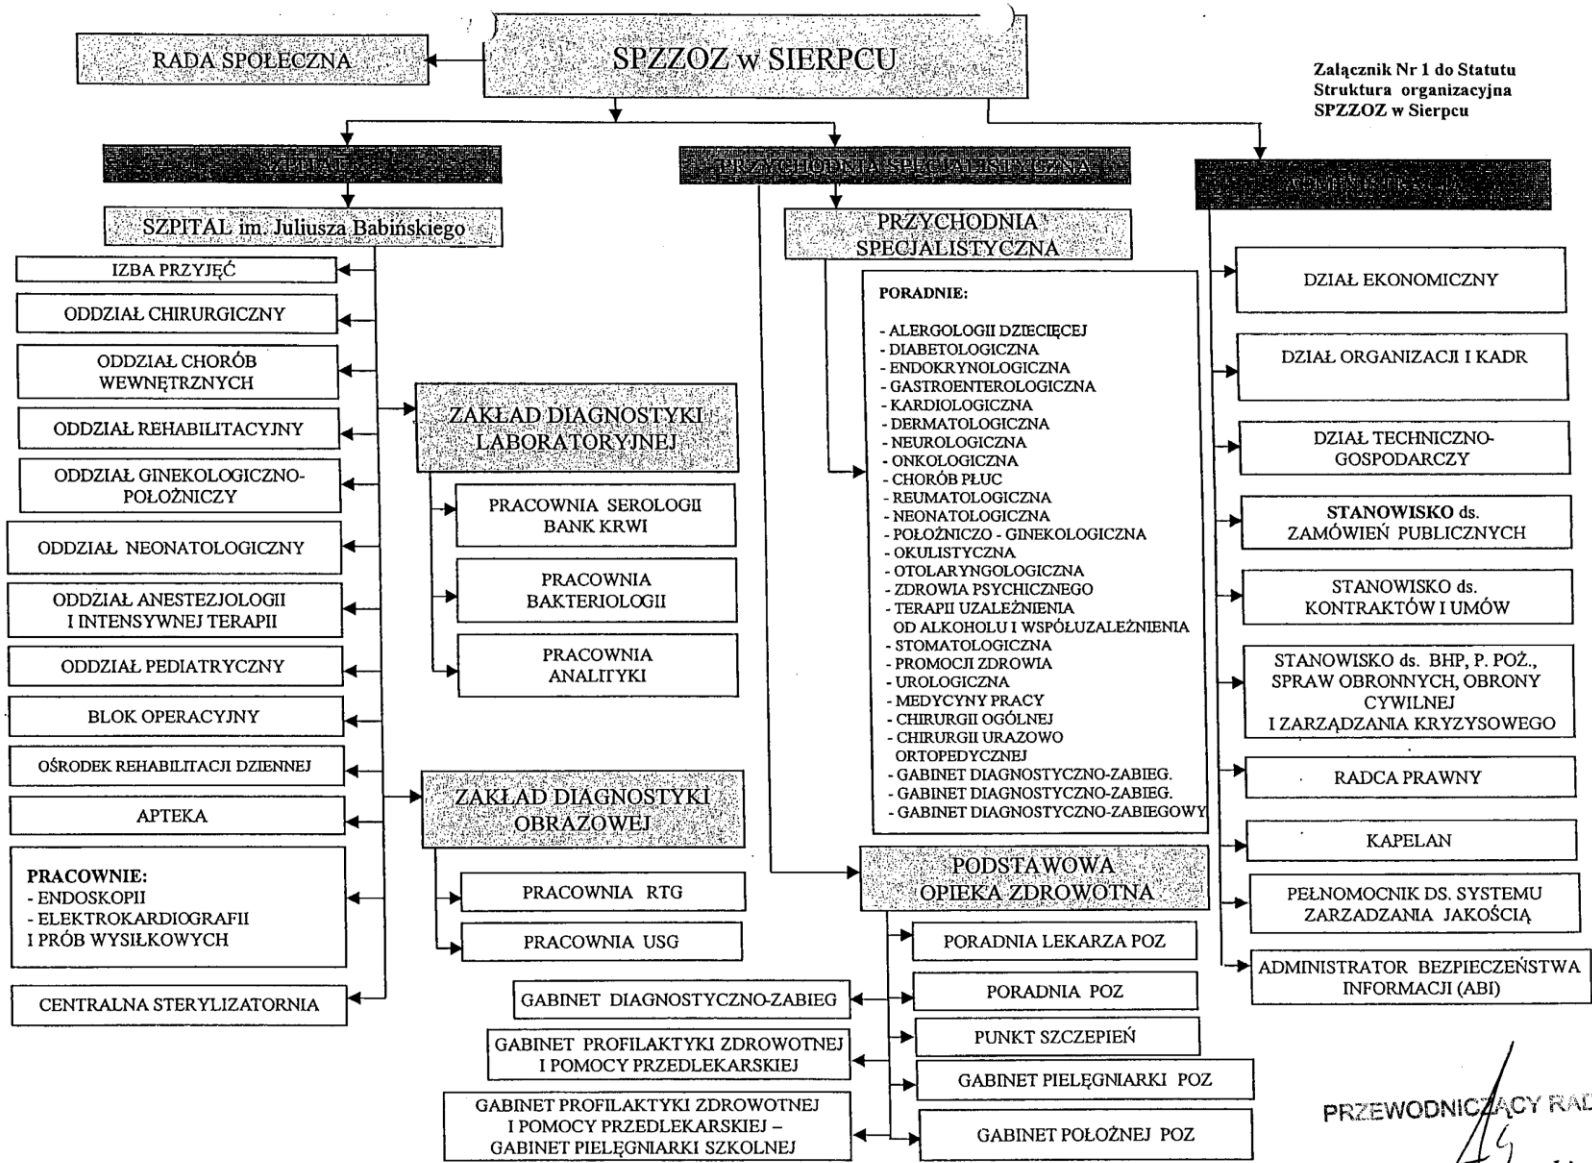 RADA SPOŁECZNA
SPZZOZ w SIERPCU
Załącznik Nr 1 do Statutu
Struktura organizacyjna
SPZZOZ w Sierpcu
PRZYCHODNIA SPECJALISTYCZNA
SZPITAL im. Juliusza Babińskiego
IZBA PRZYJĘĆ
ODDZIAŁ CHIRURGICZNY
ODDZIAŁ CHORÓB
WEWNĘTRZNYCH
ODDZIAŁ REHABILITACYJNY
ODDZIAŁ GINEKOLOGICZNO-
POŁOŻNICZY
ODDZIAŁ NEONATOLOGICZNY
ODDZIAŁ ANESTEZJOLOGII
I INTENSYWNEJ TERAPII
ODDZIAŁ PEDIATRYCZNY
BLOK OPERACYJNY
OŚRODEK REHABILITACJI DZIENNEJ
APTEKA
PRACOWNIE:
- ENDOSKOPII
- ELEKTROKARDIOGRAFII
I PRÓB WYSIŁKOWYCH
CENTRALNA STERYLIZATORNIA
ZAKŁAD DIAGNOSTYKI
LABORATORYJNEJ
PRACOWNIA SEROLOGII
BANK KRWI
PRACOWNIA
BAKTERIOLOGII
PRACOWNIA
ANALITYKI
ZAKŁAD DIAGNOSTYKI
OBRAZOWEJ
PRACOWNIA RTG
PRACOWNIA USG
PRZYCHODNIA
SPECJALISTYCZNA
PORADNIE:
- ALERGOLOGII DZIECIĘCEJ
- DIABETOLOGICZNA
- ENDOKRYNOLOGICZNA
- GASTROENTEROLOGICZNA
- KARDIOLOGICZNA
- DERMATOLOGICZNA
- NEUROLOGICZNA
- ONKOLOGICZNA
- CHORÓB PŁUC
- REUMATOLOGICZNA
- NEONATOLOGICZNA
- POŁOŻNICZO - GINEKOLOGICZNA
- OKULISTYCZNA
- OTOLARYNGOLOGICZNA
- ZDROWIA PSYCHICZNEGO
- TERAPII UZALEŻNIENIA
OD ALKOHOLU I WSPÓŁUZALEŻNIENIA
- STOMATOLOGICZNA
- PROMOCJI ZDROWIA
- UROLOGICZNA
- MEDYCYNY PRACY
- CHIRURGII OGÓLNEJ
- CHIRURGII URAZOWO
ORTOPEDYCZNEJ
- GABINET DIAGNOSTYCZNO-ZABIEG.
- GABINET DIAGNOSTYCZNO-ZABIEG.
- GABINET DIAGNOSTYCZNO-ZABIEGOWY
PODSTAWOWA
OPIEKA ZDROWOTNA
PORADNIA LEKARZA POZ
PORADNIA POZ
PUNKT SZCZEPIEŃ
GABINET PIELĘGNIARKI POZ
GABINET POŁOŻNEJ POZ
GABINET DIAGNOSTYCZNO-ZABIEG
GABINET PROFILAKTYKI ZDROWOTNEJ
I POMOCY PRZEDLEKARSKIEJ
GABINET PROFILAKTYKI ZDROWOTNEJ
I POMOCY PRZEDLEKARSKIEJ –
GABINET PIELĘGNIARKI SZKOLNEJ
DZIAŁ EKONOMICZNY
DZIAŁ ORGANIZACJI I KADR
DZIAŁ TECHNICZNO-
GOSPODARCZY
STANOWISKO ds.
ZAMÓWIEŃ PUBLICZNYCH
STANOWISKO ds.
KONTRAKTÓW I UMÓW
STANOWISKO ds. BHP, P. POŻ.,
SPRAW OBRONNYCH, OBRONY
CYWILNEJ
I ZARZĄDZANIA KRYZYSOWEGO
RADCA PRAWNY
KAPELAN
PEŁNOMOCNIK DS. SYSTEMU
ZARZADZANIA JAKOŚCIĄ
ADMINISTRATOR BEZPIECZEŃSTWA
INFORMACJI (ABI)
PRZEWODNICZĄCY RAD